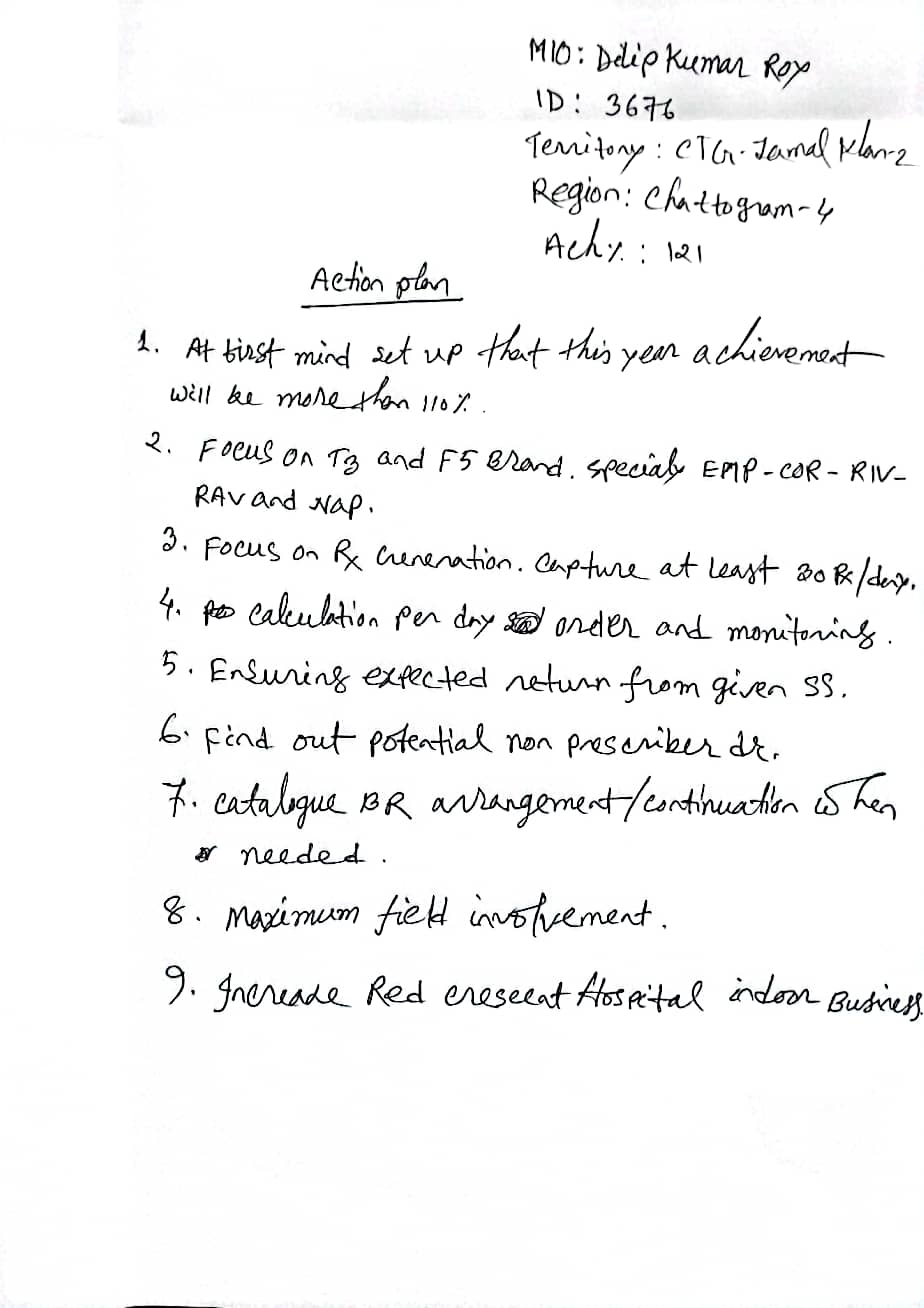 MIO: Dilip Kumar Roy
ID: 3676
Territory: CTG-Jamal Khan-2
Region: Chattogram-4
Ach%: 121
Action plan
1. At first mind set up that this year achievement
will be more than 110%.
2. Focus on T3 and F5 Brand. specialy EMP-COR-RIV-
RAV and NAP.
3. Focus on Rx Generation. Capture at least 30 Rx/day.
4. calculation per day order and monitoring.
5. Ensuring expected return from given SS.
6. Find out potential non prescriber dr.
7. catalogue BR arrangement/continuation when
needed.
8. Maximum field involvement.
9. Increase Red crescent Hospital indoor Business.